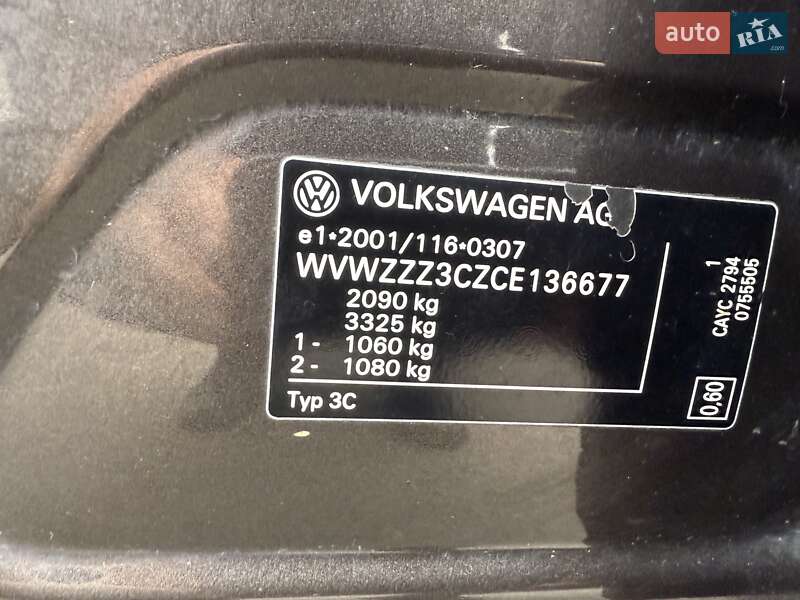 auto RIA
.com
VOLKSWAGEN AG
e1*2001/116*0307
WVWZZZ3CZCE136677
2090 kg
3325 kg
1 - 1060 kg
2 - 1080 kg
Typ 3C
1
CAYC 2794
0755505
0,60